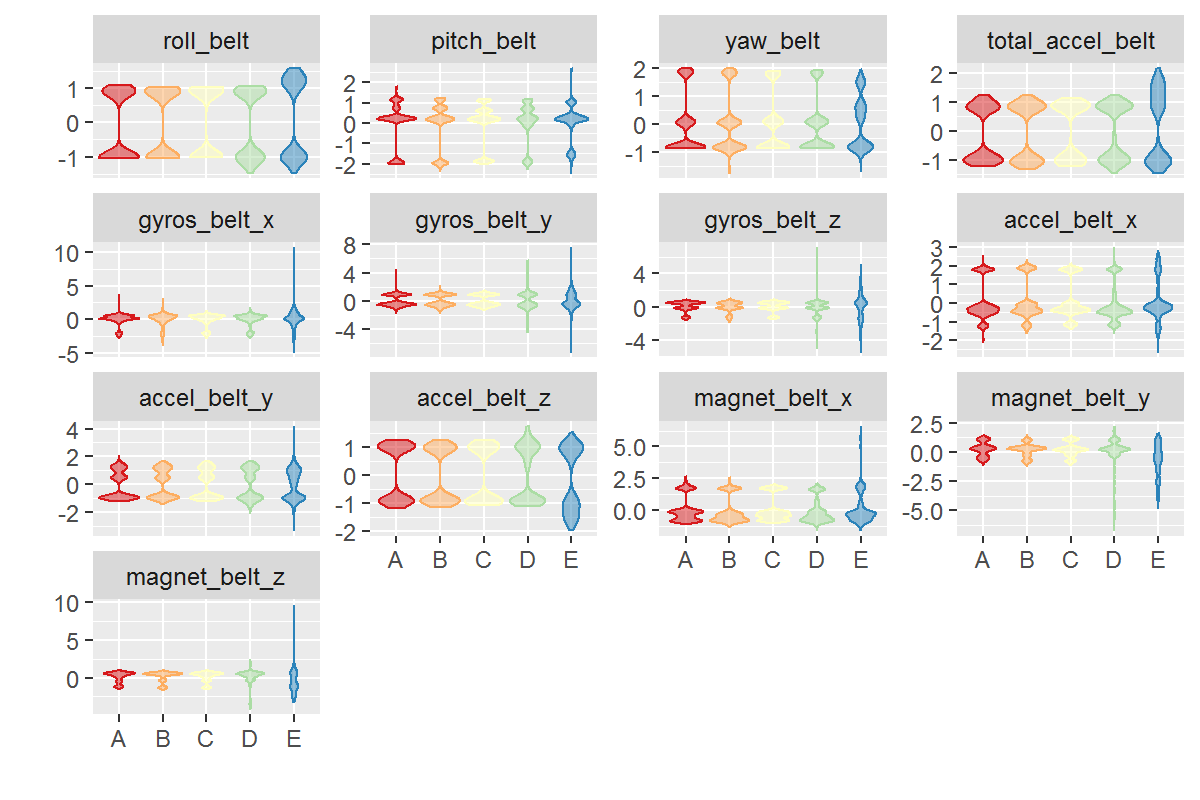 roll_belt pitch_belt yaw_belt total_accel_belt
1 2 2 2
0 1 1 1
-1 0 0 0
-1 -1 -1
-2
gyros_belt_x gyros_belt_y gyros_belt_z accel_belt_x
10 8 4 3
5 4 0 2
0 0 -4 0
-5 -4 -1
-2
accel_belt_y accel_belt_z magnet_belt_x magnet_belt_y
4 1 5.0 2.5
2 0 2.5 0.0
0 -1 0.0 -2.5
-2 -2 -5.0
A B C D E A B C D E A B C D E
magnet_belt_z
10
5
0
A B C D E